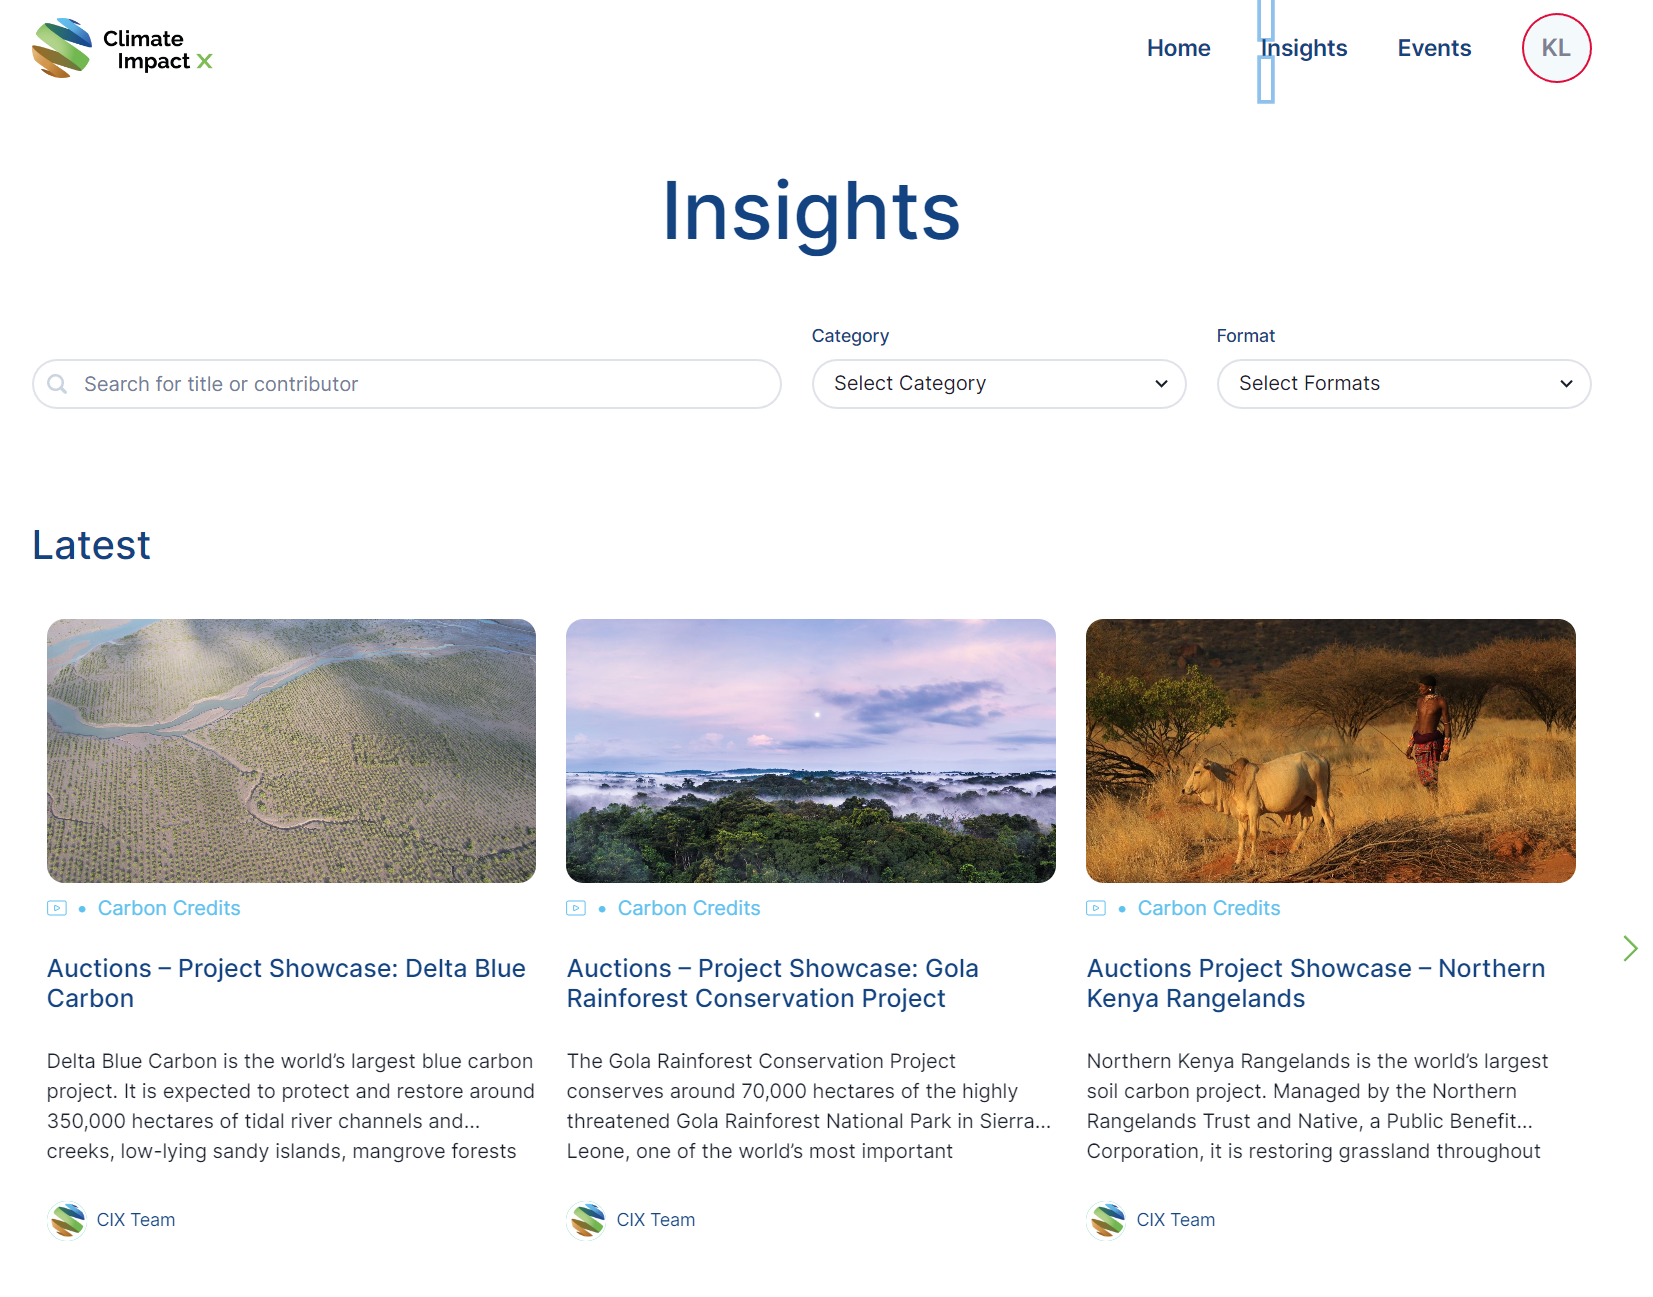 Climate
Impact X
Home
Insights
Events
KL
Insights
Category
Format
Search for title or contributor
Select Category
Select Formats
Latest
Carbon Credits
Auctions – Project Showcase: Delta Blue
Carbon
Delta Blue Carbon is the world’s largest blue carbon
project. It is expected to protect and restore around
350,000 hectares of tidal river channels and...
creeks, low-lying sandy islands, mangrove forests
CIX Team
Carbon Credits
Auctions – Project Showcase: Gola
Rainforest Conservation Project
The Gola Rainforest Conservation Project
conserves around 70,000 hectares of the highly
threatened Gola Rainforest National Park in Sierra...
Leone, one of the world’s most important
CIX Team
Carbon Credits
Auctions Project Showcase – Northern
Kenya Rangelands
Northern Kenya Rangelands is the world’s largest
soil carbon project. Managed by the Northern
Rangelands Trust and Native, a Public Benefit...
Corporation, it is restoring grassland throughout
CIX Team